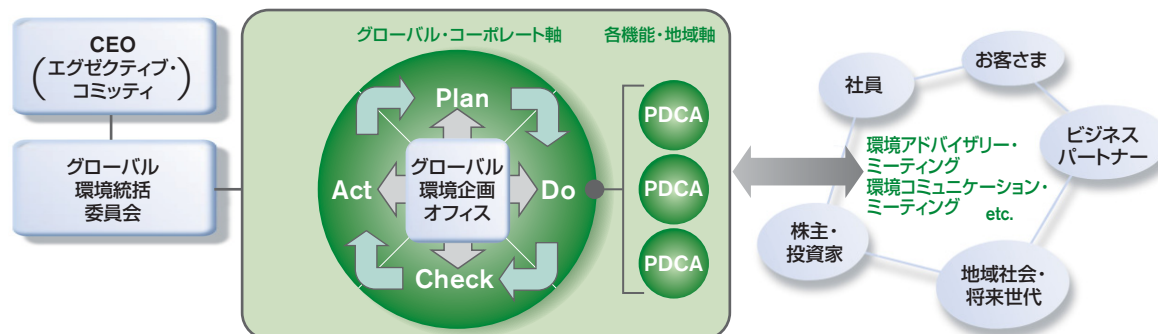 CEO
(エグゼクティブ・
コミッティ)
グローバル
環境統括
委員会
グローバル・コーポレート軸
各機能・地域軸
Plan
Do
Check
Act
グローバル
環境企画
オフィス
PDCA
PDCA
PDCA
環境アドバイザリー・
ミーティング
環境コミュニケーション・
ミーティング
etc.
社員
お客さま
ビジネス
パートナー
地域社会・
将来世代
株主・
投資家